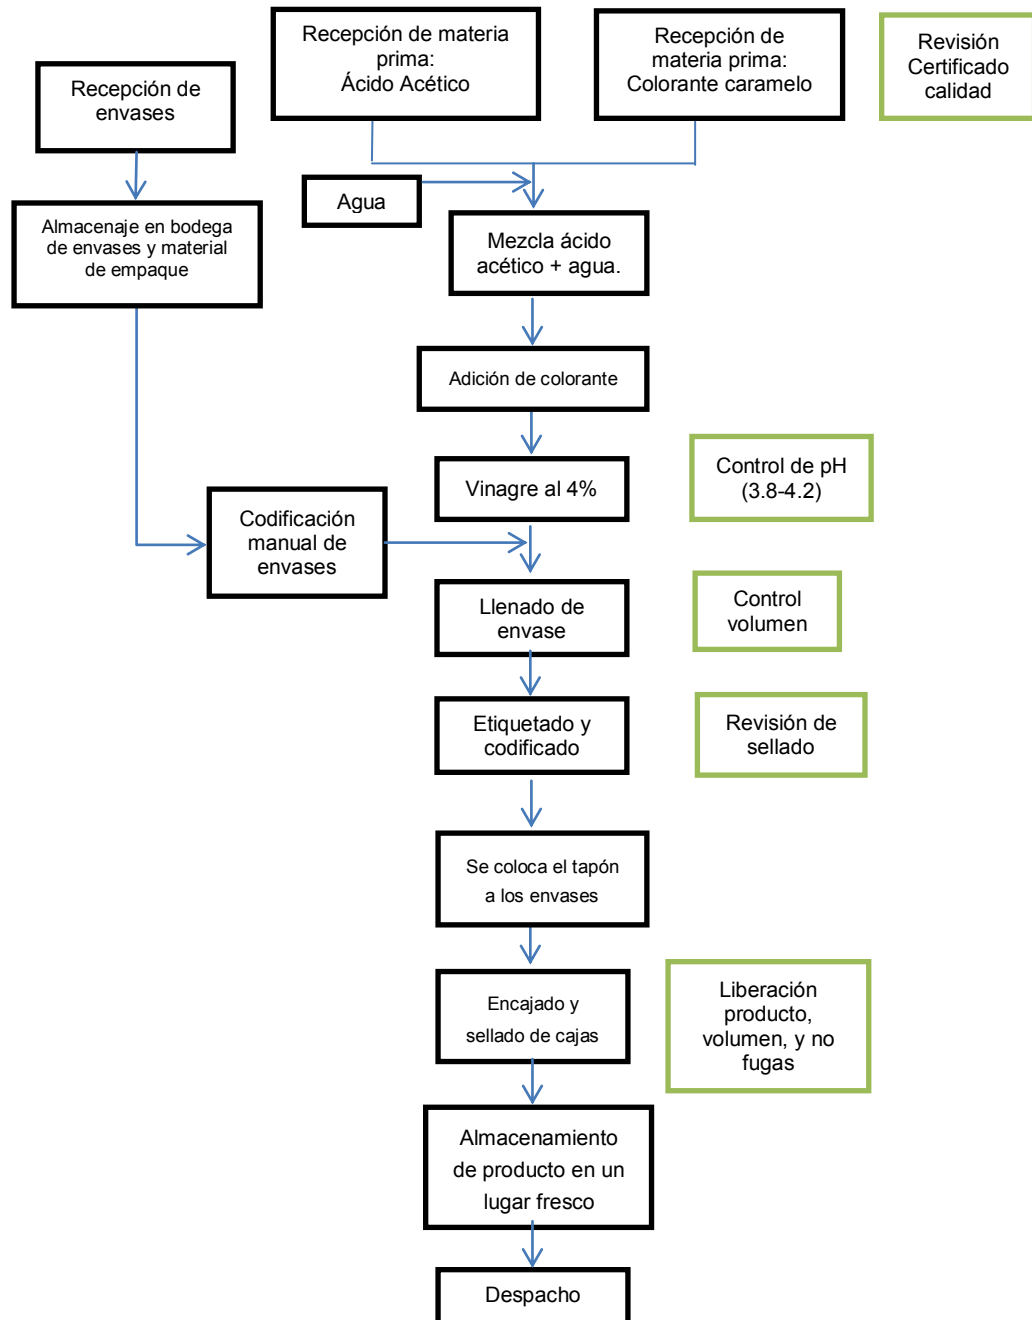 Recepción de materia
prima:
Ácido Acético
Recepción de
materia prima:
Colorante caramelo
Revisión
Certificado
calidad
Recepción de
envases
Agua
Almacenaje en bodega
de envases y material
de empaque
Mezcla ácido
acético + agua.
Adición de colorante
Vinagre al 4%
Control de pH
(3.8-4.2)
Codificación
manual de
envases
Llenado de
envase
Control
volumen
Etiquetado y
codificado
Revisión de
sellado
Se coloca el tapón
a los envases
Encajado y
sellado de cajas
Liberación
producto,
volumen, y no
fugas
Almacenamiento
de producto en un
lugar fresco
Despacho